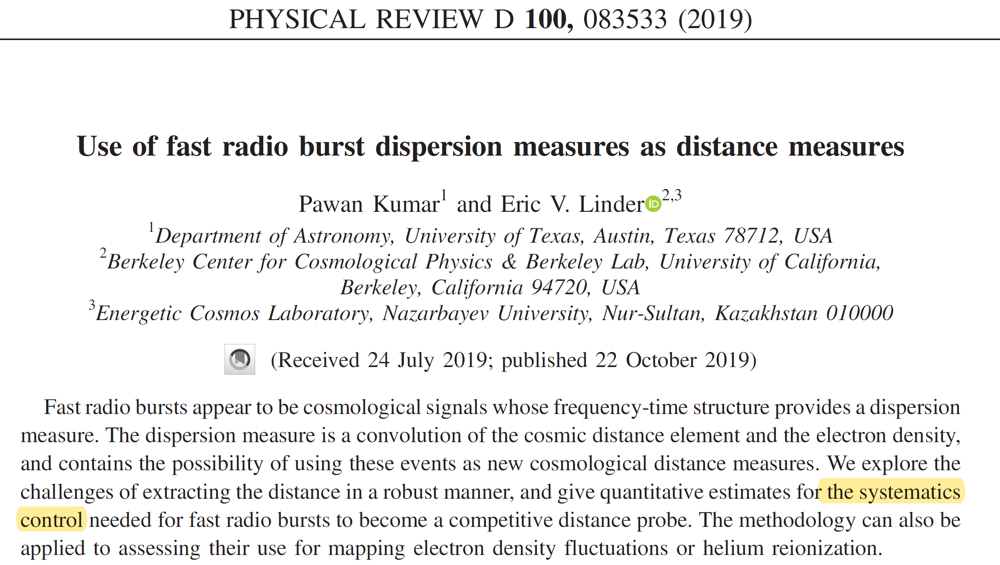 PHYSICAL REVIEW D 100, 083533 (2019)
Use of fast radio burst dispersion measures as distance measures
Pawan Kumar1 and Eric V. Linder iD 2,3
1Department of Astronomy, University of Texas, Austin, Texas 78712, USA
2Berkeley Center for Cosmological Physics & Berkeley Lab, University of California,
Berkeley, California 94720, USA
3Energetic Cosmos Laboratory, Nazarbayev University, Nur-Sultan, Kazakhstan 010000
(Received 24 July 2019; published 22 October 2019)
Fast radio bursts appear to be cosmological signals whose frequency-time structure provides a dispersion
measure. The dispersion measure is a convolution of the cosmic distance element and the electron density,
and contains the possibility of using these events as new cosmological distance measures. We explore the
challenges of extracting the distance in a robust manner, and give quantitative estimates for the systematics
control needed for fast radio bursts to become a competitive distance probe. The methodology can also be
applied to assessing their use for mapping electron density fluctuations or helium reionization.